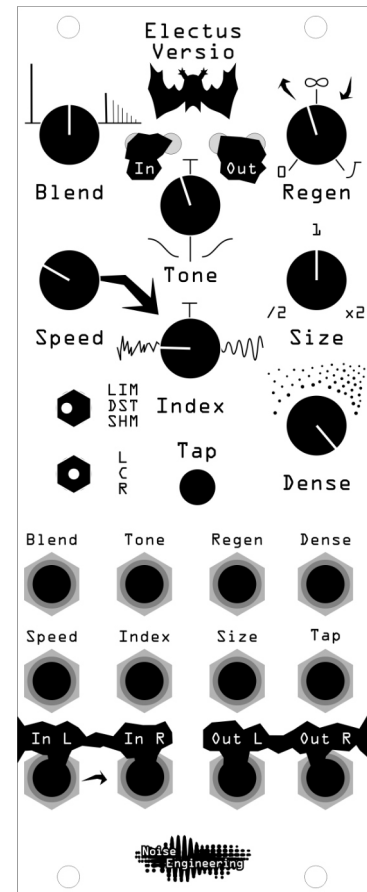 Electus
Versio
In
Out
Blend
Regen
∞
0
Tone
1
Speed
/2
x2
Size
LIM
DST
SHM
Index
L
C
R
Tap
Dense
Blend Tone Regen Dense
Speed Index Size Tap
In L In R Out L Out R
Noise
Engineering